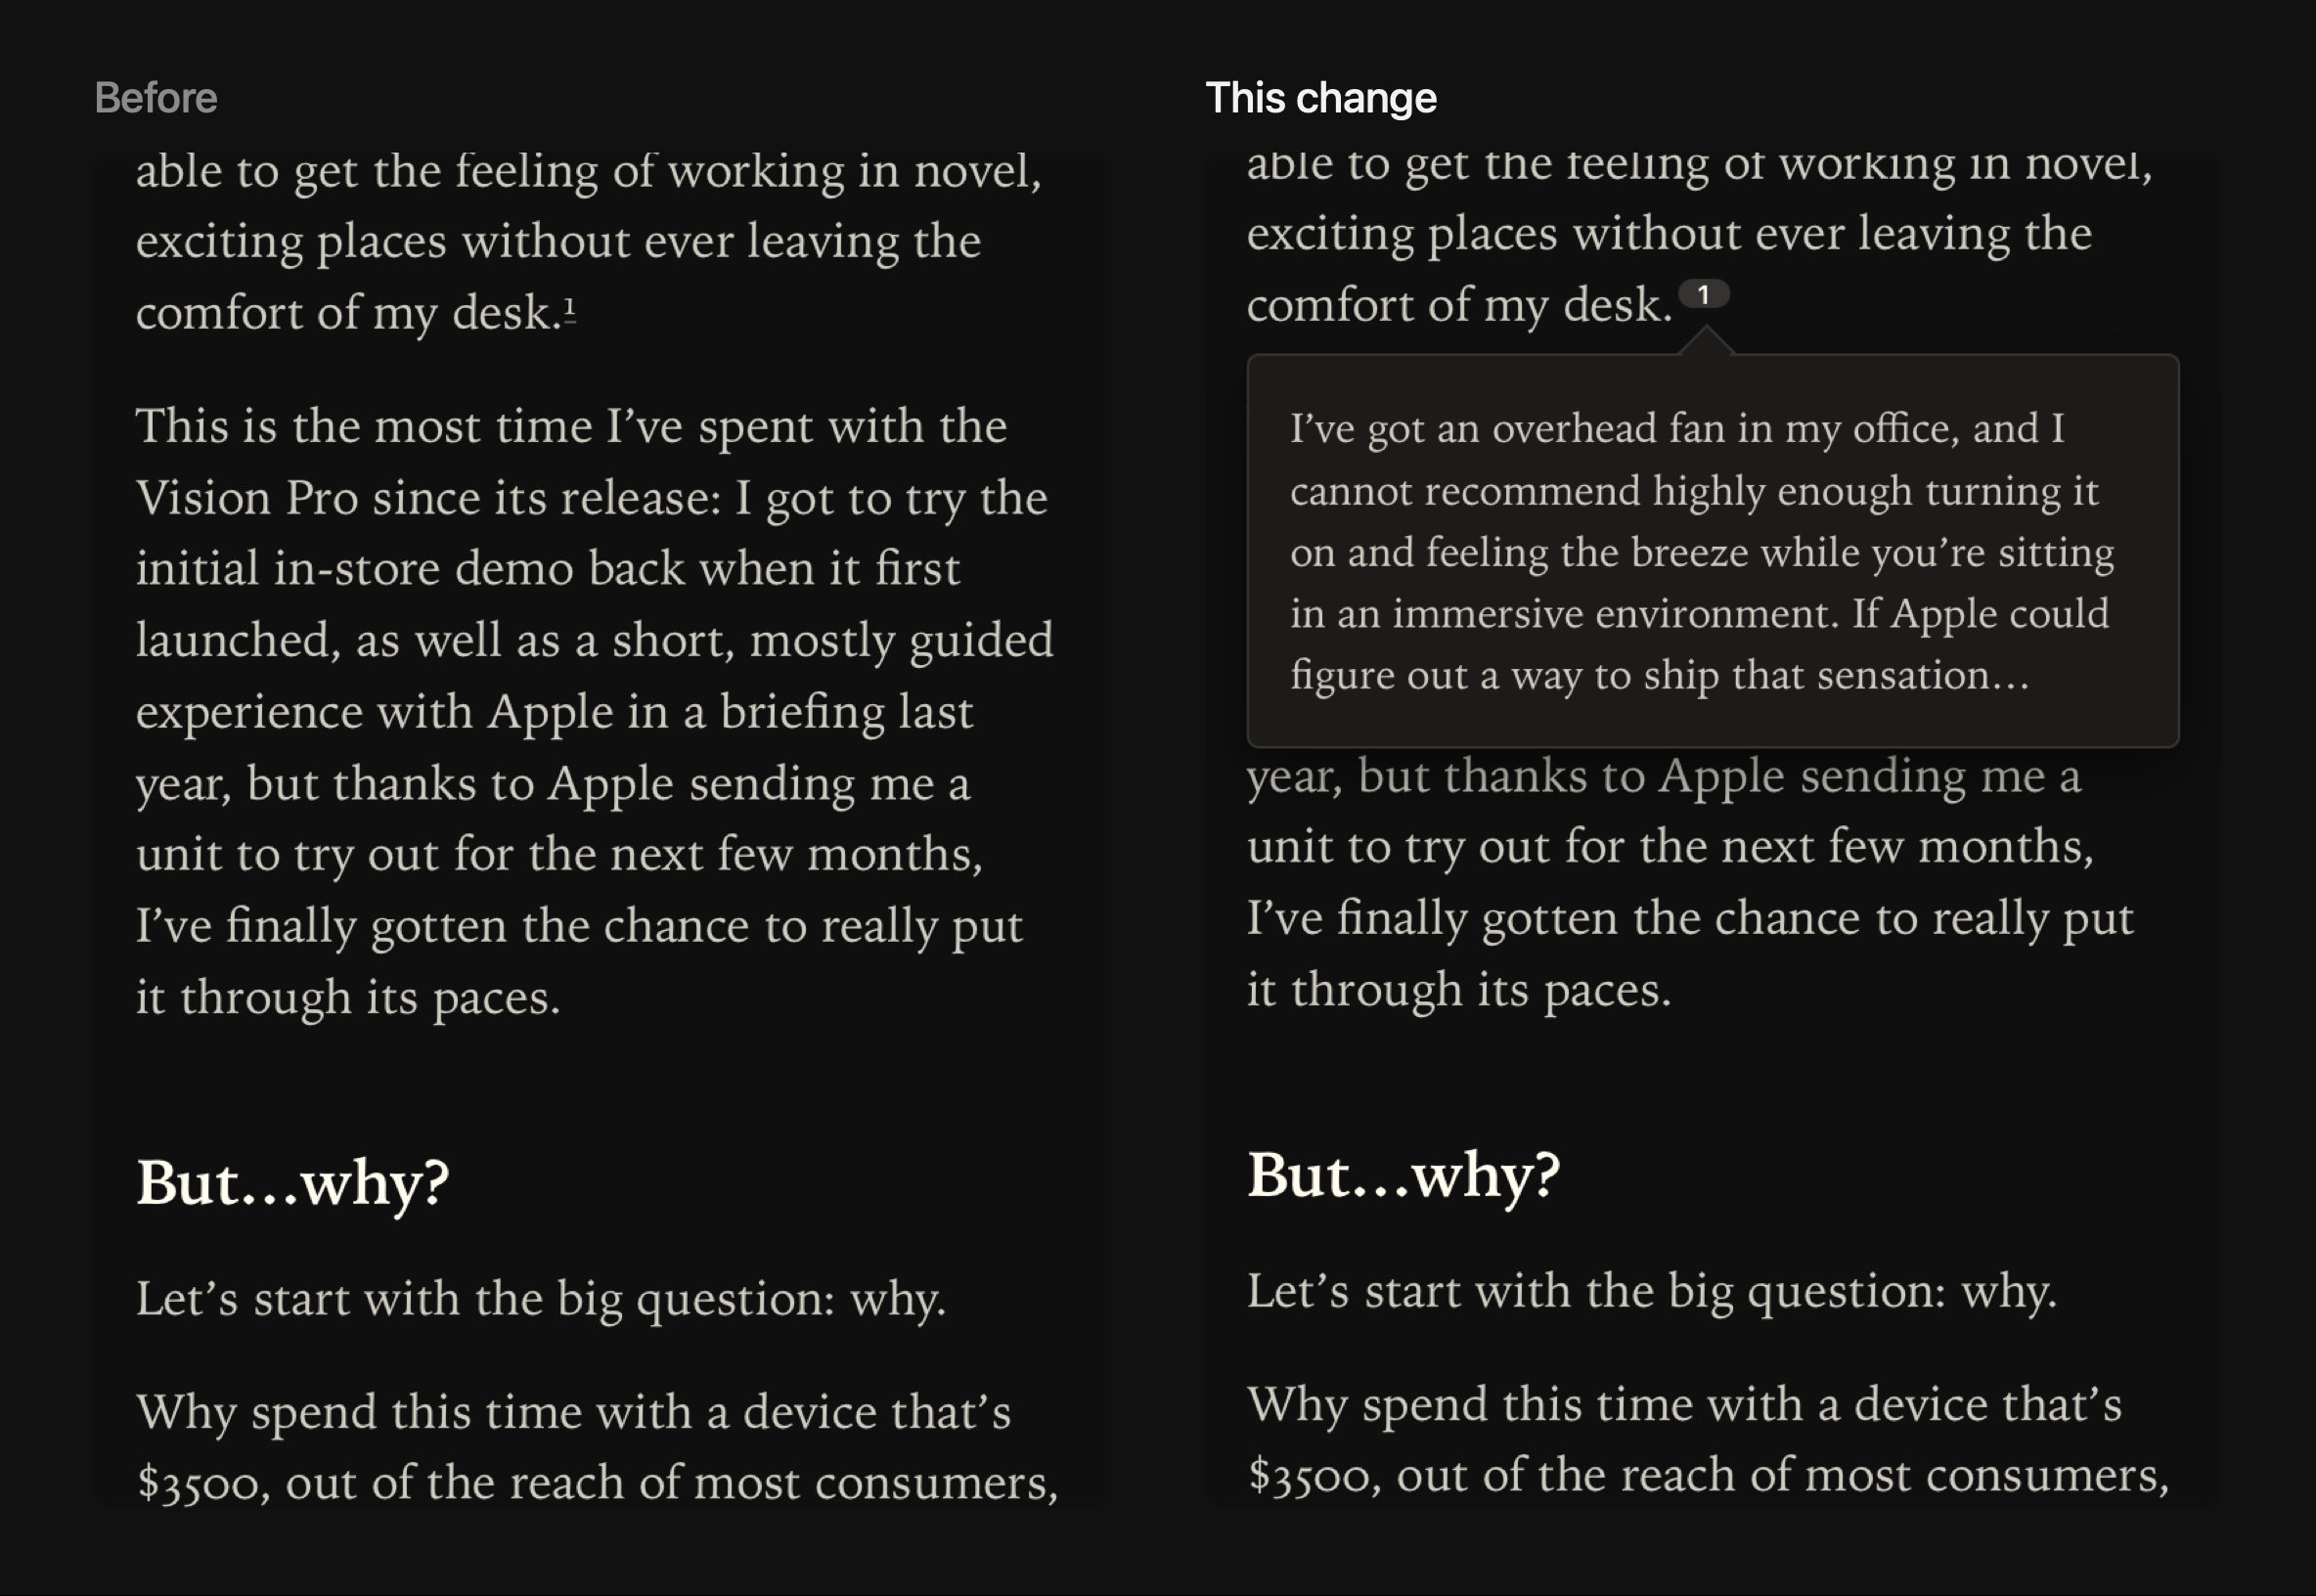 Before
able to get the feeling of working in novel,
exciting places without ever leaving the
comfort of my desk.¹
This is the most time I’ve spent with the
Vision Pro since its release: I got to try the
initial in-store demo back when it first
launched, as well as a short, mostly guided
experience with Apple in a briefing last
year, but thanks to Apple sending me a
unit to try out for the next few months,
I’ve finally gotten the chance to really put
it through its paces.
But…why?
Let’s start with the big question: why.
Why spend this time with a device that’s
$3500, out of the reach of most consumers,
This change
able to get the feeling of working in novel,
exciting places without ever leaving the
comfort of my desk. 1
I’ve got an overhead fan in my office, and I
cannot recommend highly enough turning it
on and feeling the breeze while you’re sitting
in an immersive environment. If Apple could
figure out a way to ship that sensation…
year, but thanks to Apple sending me a
unit to try out for the next few months,
I’ve finally gotten the chance to really put
it through its paces.
But…why?
Let’s start with the big question: why.
Why spend this time with a device that’s
$3500, out of the reach of most consumers,